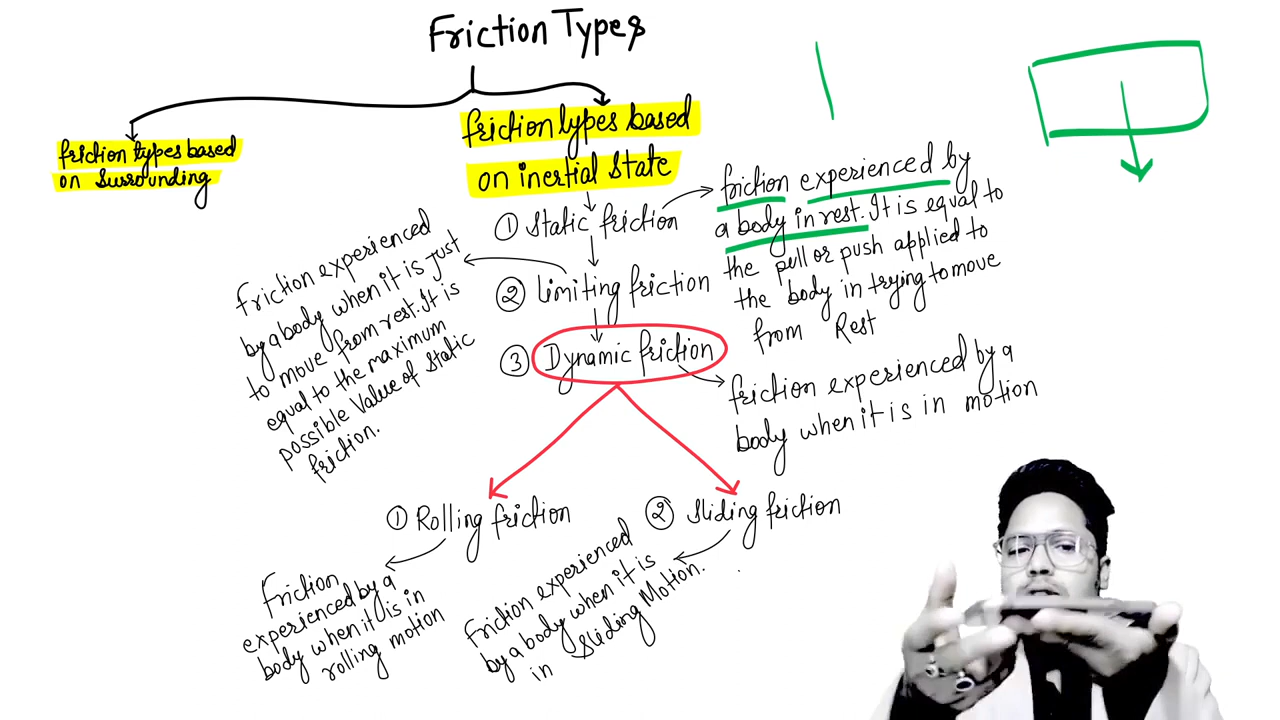 Friction Types
friction types based
on Surrounding
friction types based
on inertial State
① Static friction
friction experienced by
a body in rest. It is equal to
the pull or push applied to
the body in trying to move
from Rest
② limiting friction
Friction experienced
by a body when it is just
to move from rest. It is
equal to the maximum
possible Value of Static
friction.
③ Dynamic friction
friction experienced by a
body when it is in motion
① Rolling friction
Friction
experienced by a
body when it is in
rolling motion
② Sliding friction
Friction experienced
by a body when it is
in Sliding Motion.